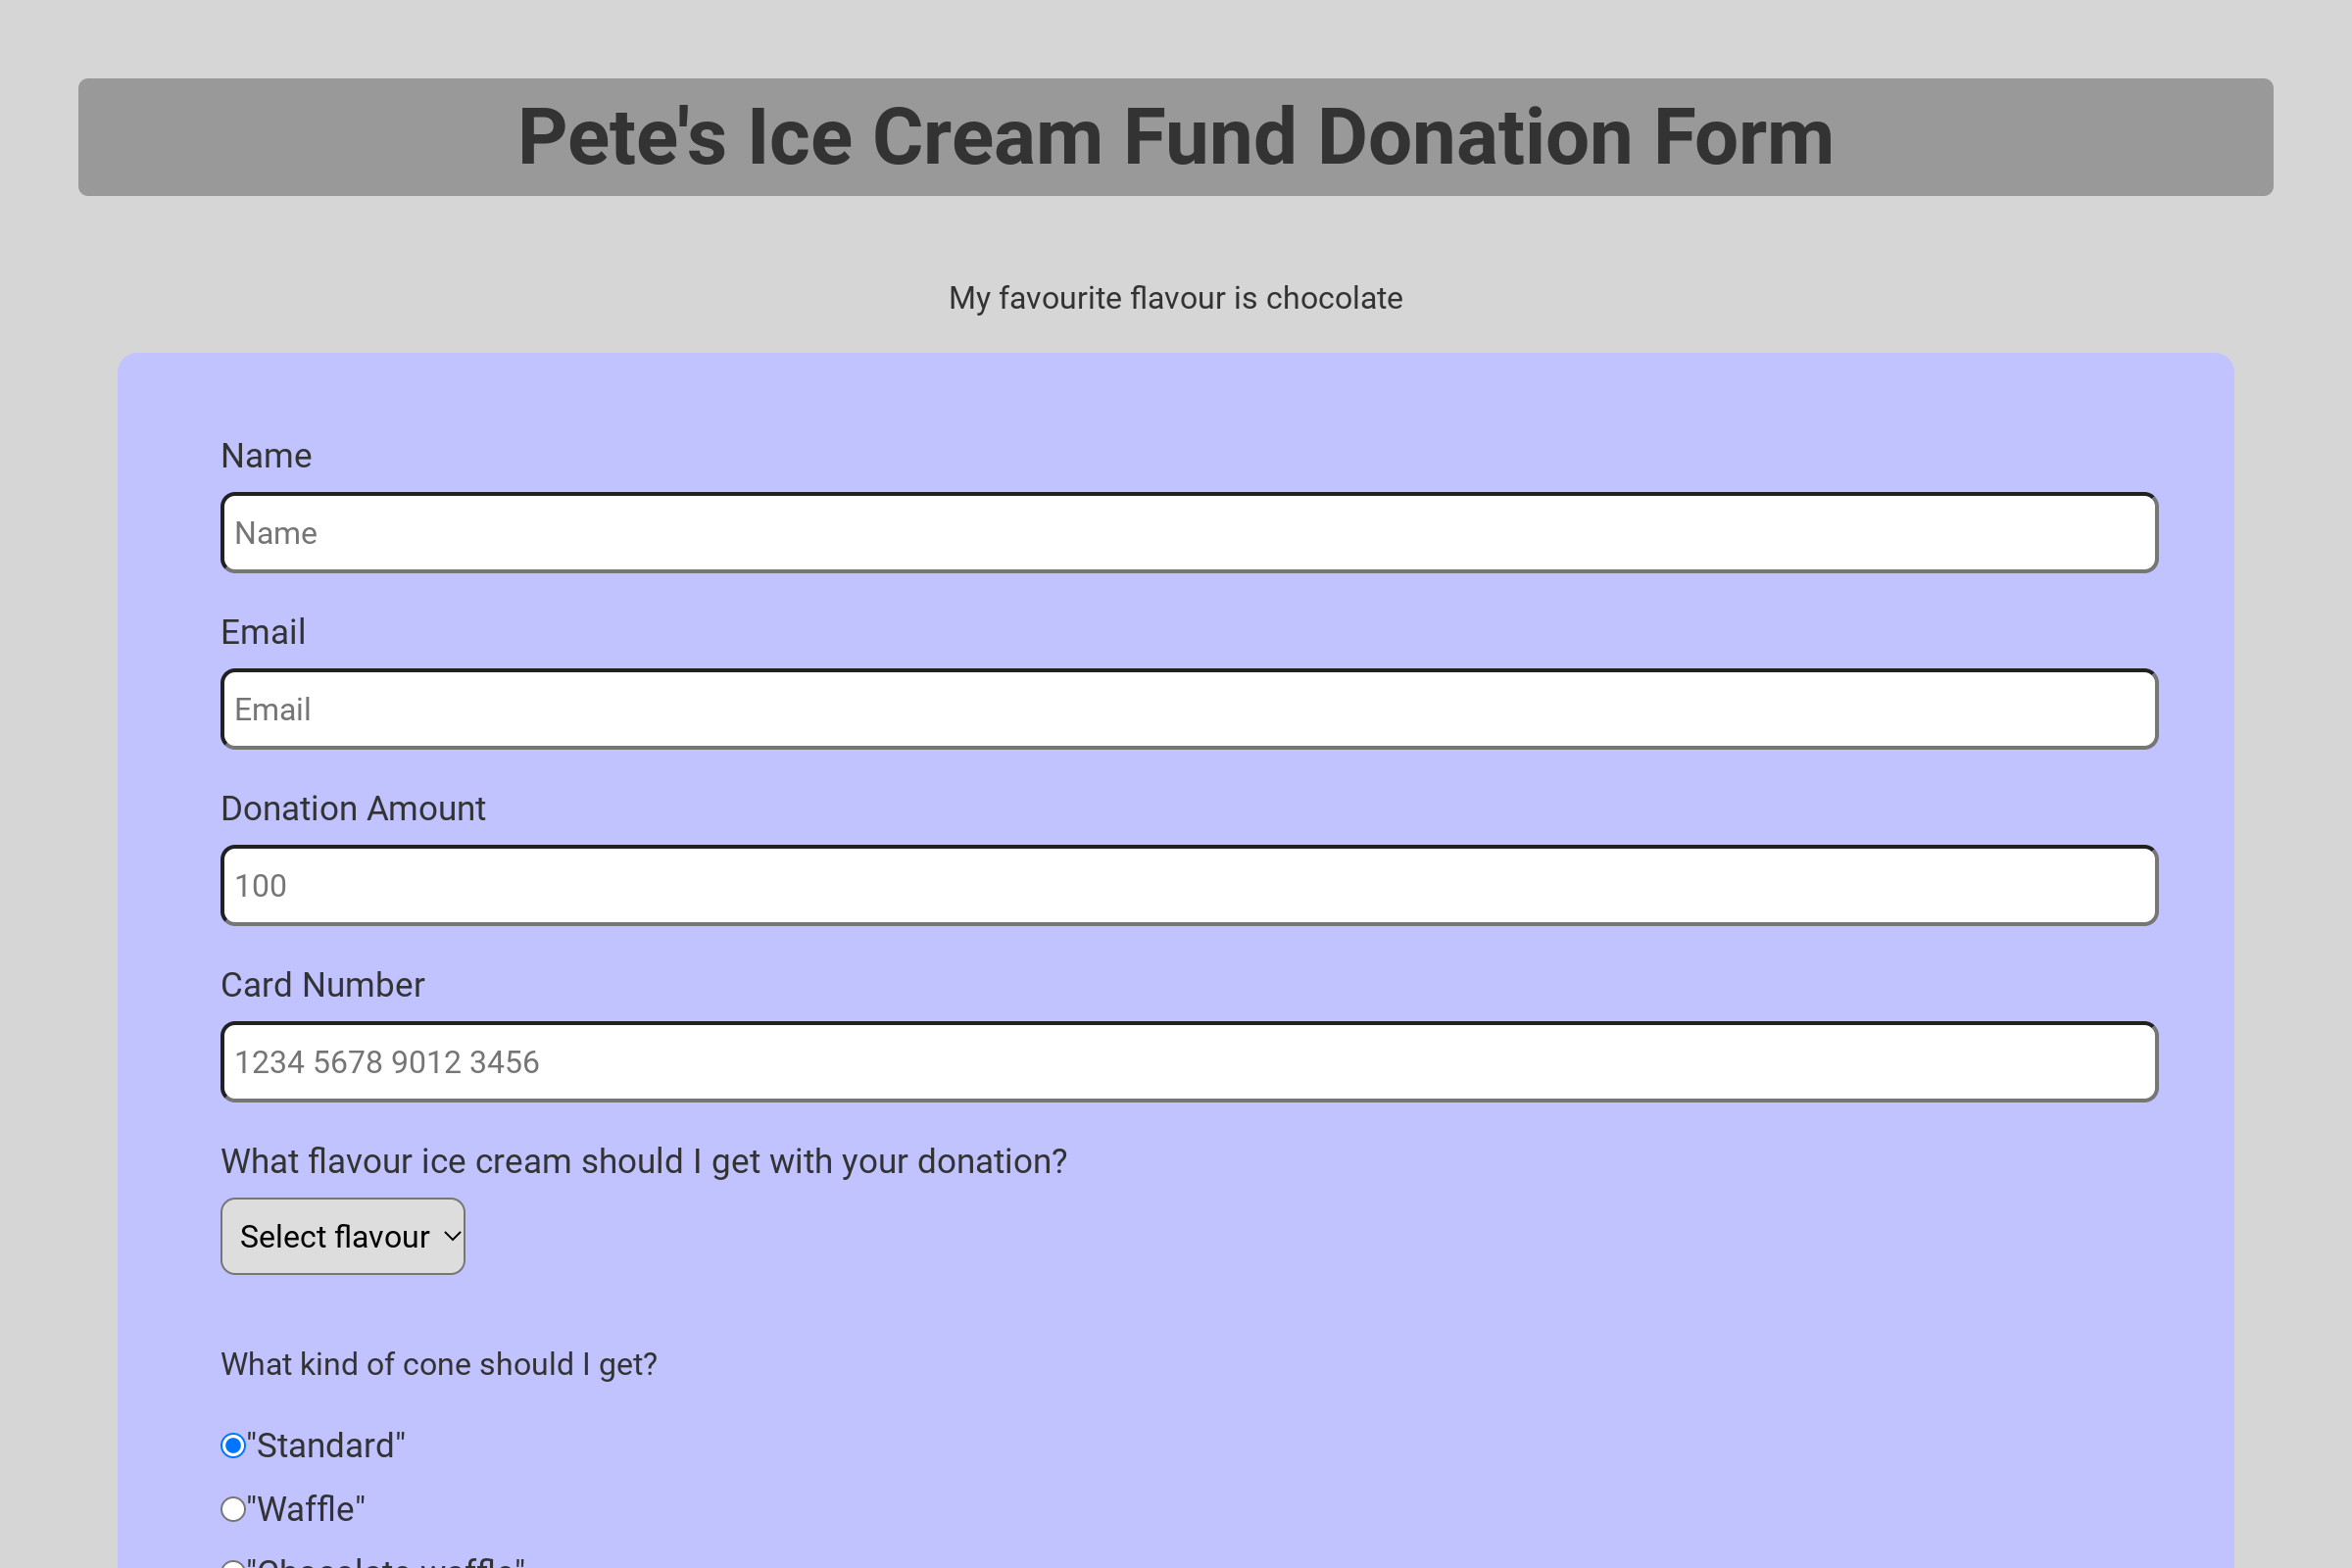 Pete's Ice Cream Fund Donation Form
My favourite flavour is chocolate
Name
Name
Email
Email
Donation Amount
100
Card Number
1234 5678 9012 3456
What flavour ice cream should I get with your donation?
Select flavour
What kind of cone should I get?
"Standard"
"Waffle"
"Chocolate waffle"